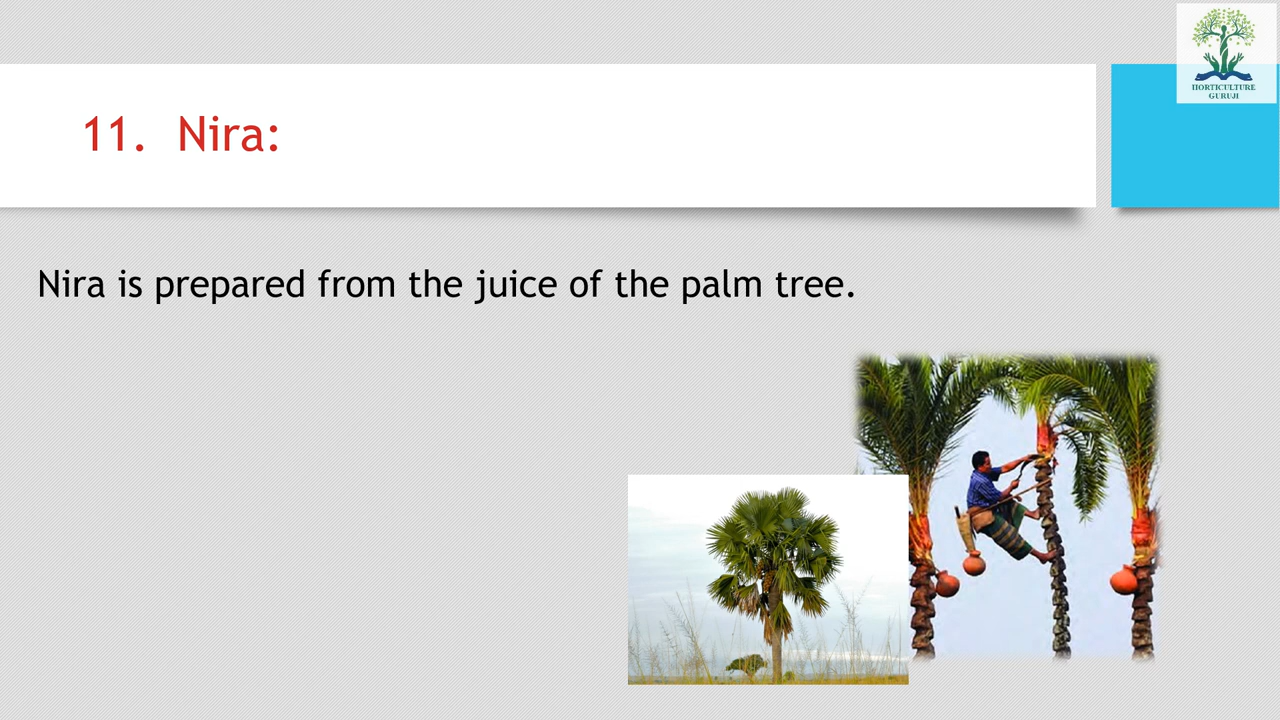 HORTICULTURE
GURUJI
11. Nira:
Nira is prepared from the juice of the palm tree.